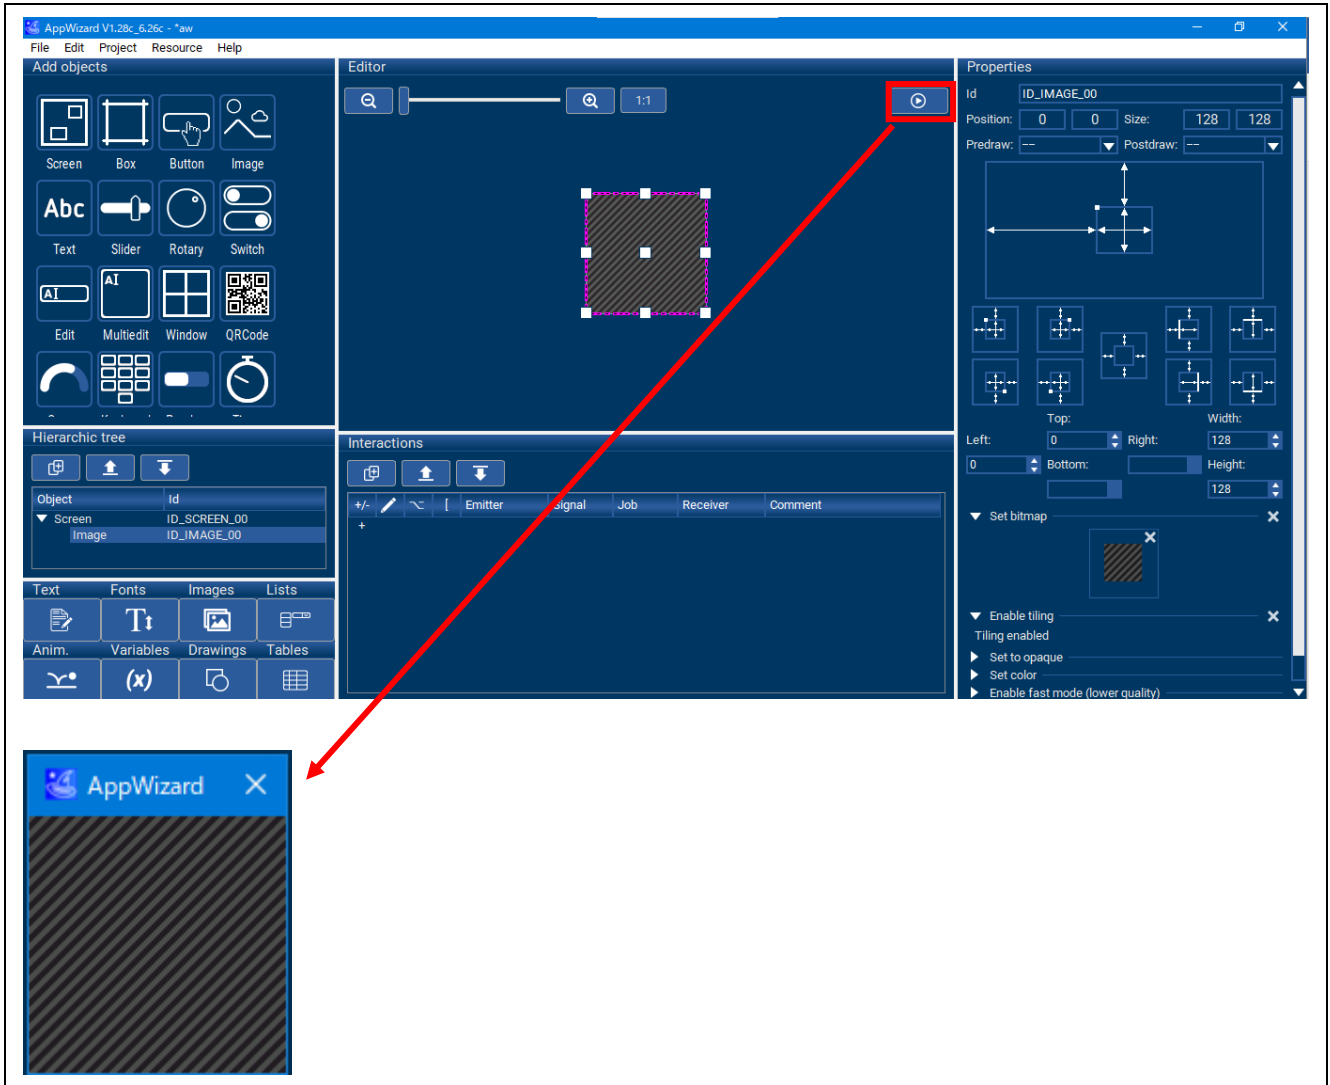 AppWizard V1.28c_6.26c - *aw
File Edit Project Resource Help
Add objects
Screen Box Button Image
Abc
Text Slider Rotary Switch
AI AI
Edit Multiedit Window QRCode
Hierarchic tree
Object Id
Screen ID_SCREEN_00
Image ID_IMAGE_00
Text Fonts Images Lists
Anim. Variables Drawings Tables
(x)
Editor
1:1
Interactions
+/- [ Emitter Signal Job Receiver Comment
+
Properties
Id ID_IMAGE_00
Position: 0 0 Size: 128 128
Predraw: -- Postdraw: --
Top: Width:
Left: 0 Right: 128
0 Bottom: Height:
128
Set bitmap
Enable tiling
Tiling enabled
Set to opaque
Set color
Enable fast mode (lower quality)
AppWizard